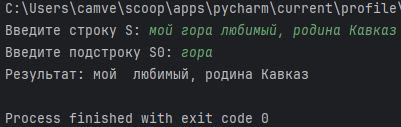 C:\Users\camve\scoop\apps\pycharm\current\profile\
Введите строку S: мой гора любимый, родина Кавказ
Введите подстроку S0: гора
Результат: мой  любимый, родина Кавказ
Process finished with exit code 0